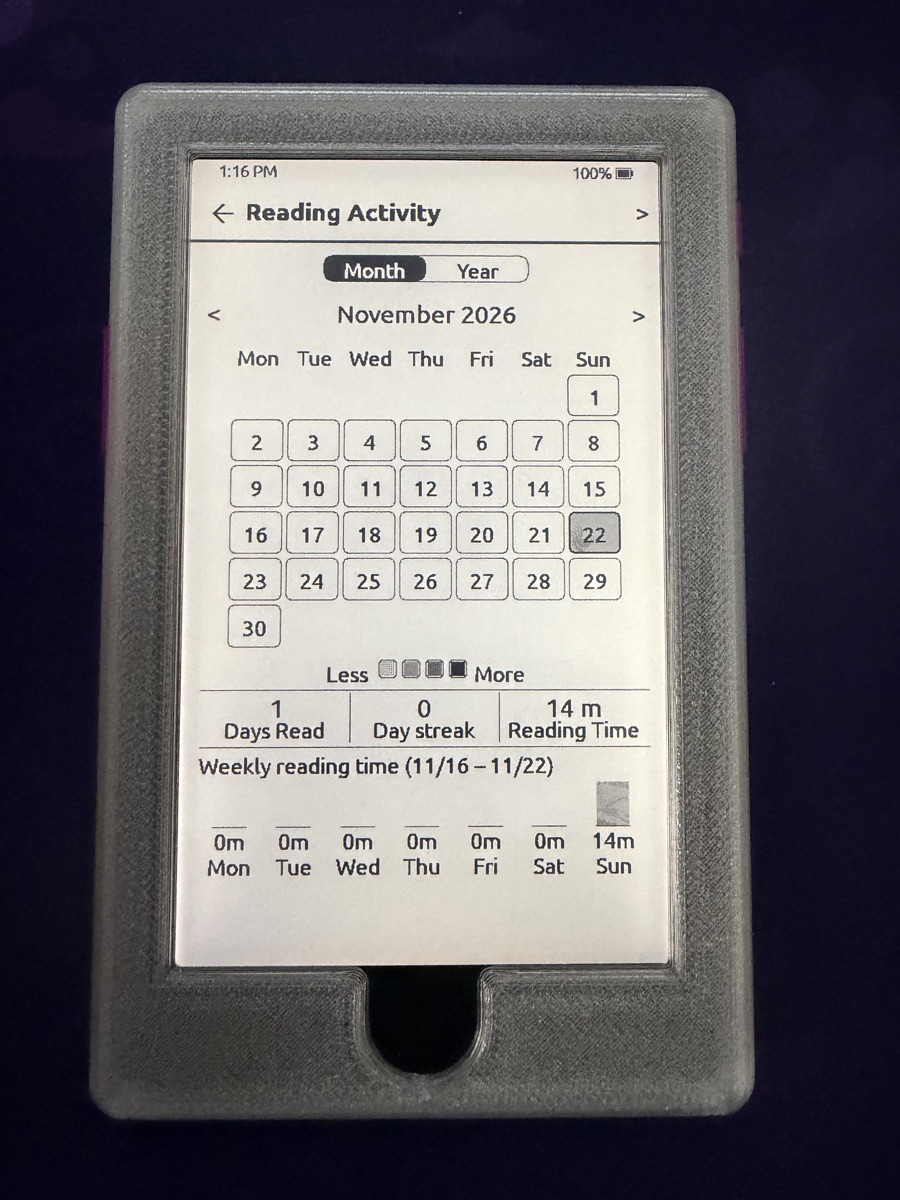 1:16 PM 100%
← Reading Activity >
Month Year
< November 2026 >
Mon Tue Wed Thu Fri Sat Sun
1
2 3 4 5 6 7 8
9 10 11 12 13 14 15
16 17 18 19 20 21 22
23 24 25 26 27 28 29
30
Less More
1 0 14 m
Days Read Day streak Reading Time
Weekly reading time (11/16 – 11/22)
0m 0m 0m 0m 0m 0m 14m
Mon Tue Wed Thu Fri Sat Sun